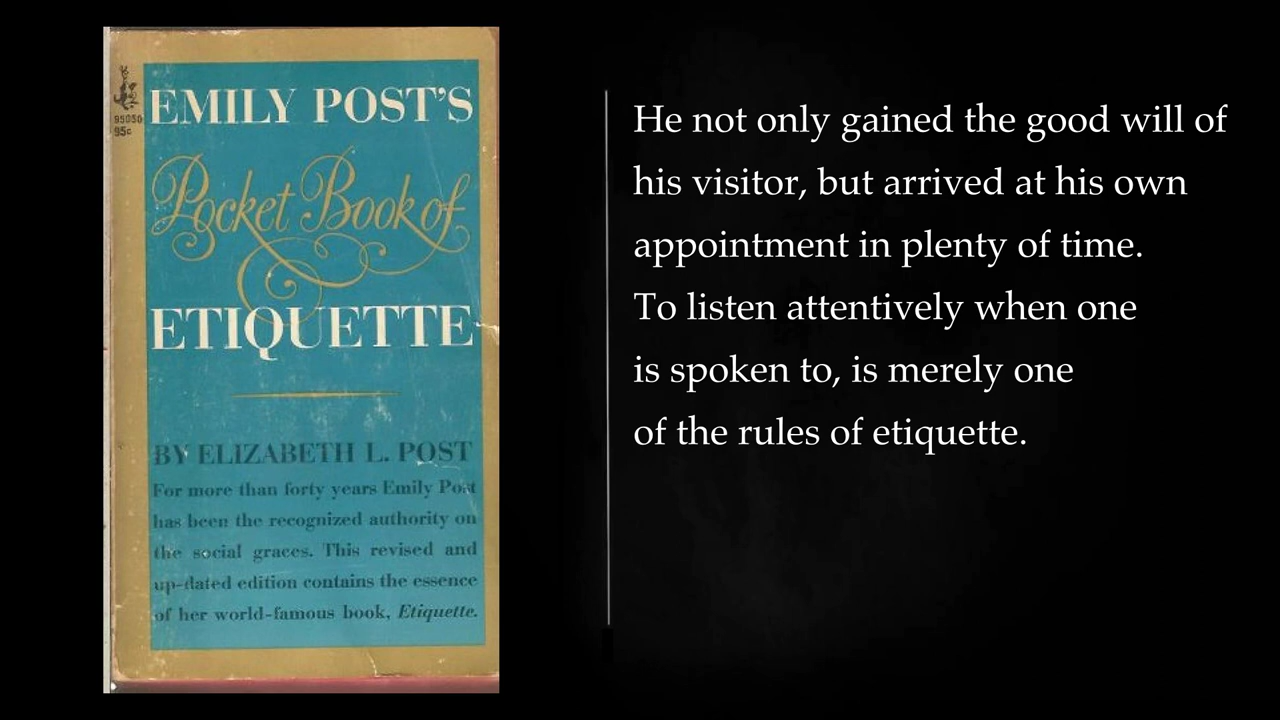 EMILY POST'S
95050
95c
Pocket Book of
ETIQUETTE
BY ELIZABETH L. POST
For more than forty years Emily Post
has been the recognized authority on
the social graces. This revised and
up-dated edition contains the essence
of her world-famous book, Etiquette.
He not only gained the good will of
his visitor, but arrived at his own
appointment in plenty of time.
To listen attentively when one
is spoken to, is merely one
of the rules of etiquette.